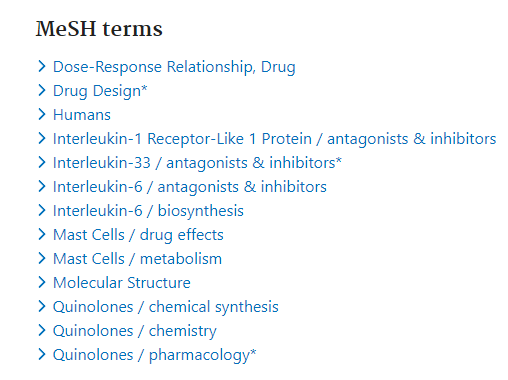 MeSH terms
Dose-Response Relationship, Drug
Drug Design*
Humans
Interleukin-1 Receptor-Like 1 Protein / antagonists & inhibitors
Interleukin-33 / antagonists & inhibitors*
Interleukin-6 / antagonists & inhibitors
Interleukin-6 / biosynthesis
Mast Cells / drug effects
Mast Cells / metabolism
Molecular Structure
Quinolones / chemical synthesis
Quinolones / chemistry
Quinolones / pharmacology*